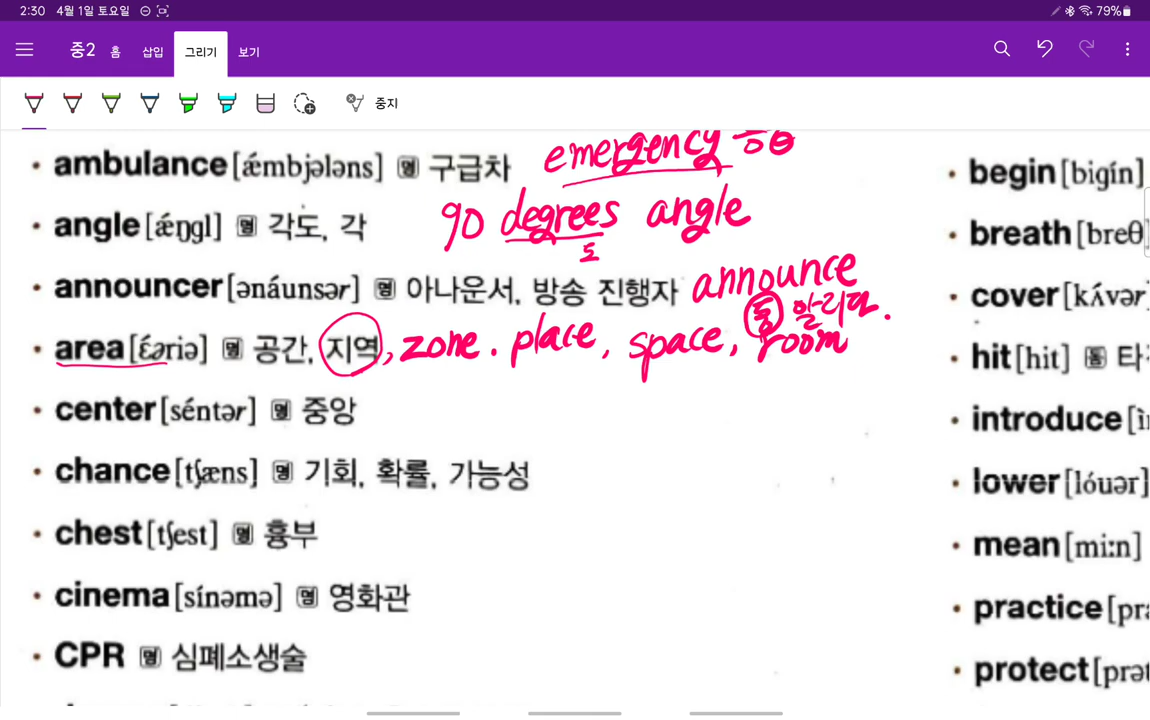 2:30 4월 1일 토요일 79%
중2 홈 삽입 그리기 보기
중지
• ambulance[ǽmbjələns] 명 구급차 emergency 응급
• angle[ǽŋgl] 명 각도, 각 90 degrees angle
도
• announcer[ənáunsər] 명 아나운서, 방송 진행자 announce
동 알리다.
• area[ɛ́əriə] 명 공간, 지역, zone. place, space, room
• center[séntər] 명 중앙
• chance[tʃæns] 명 기회, 확률, 가능성
• chest[tʃest] 명 흉부
• cinema[sínəmə] 명 영화관
• CPR 명 심폐소생술
• begin[bigín]
• breath[breθ
• cover[kʌ́vər
• hit[hit] 동 타
• introduce[ì
• lower[lóuər]
• mean[mi:n]
• practice[pr
• protect[prət